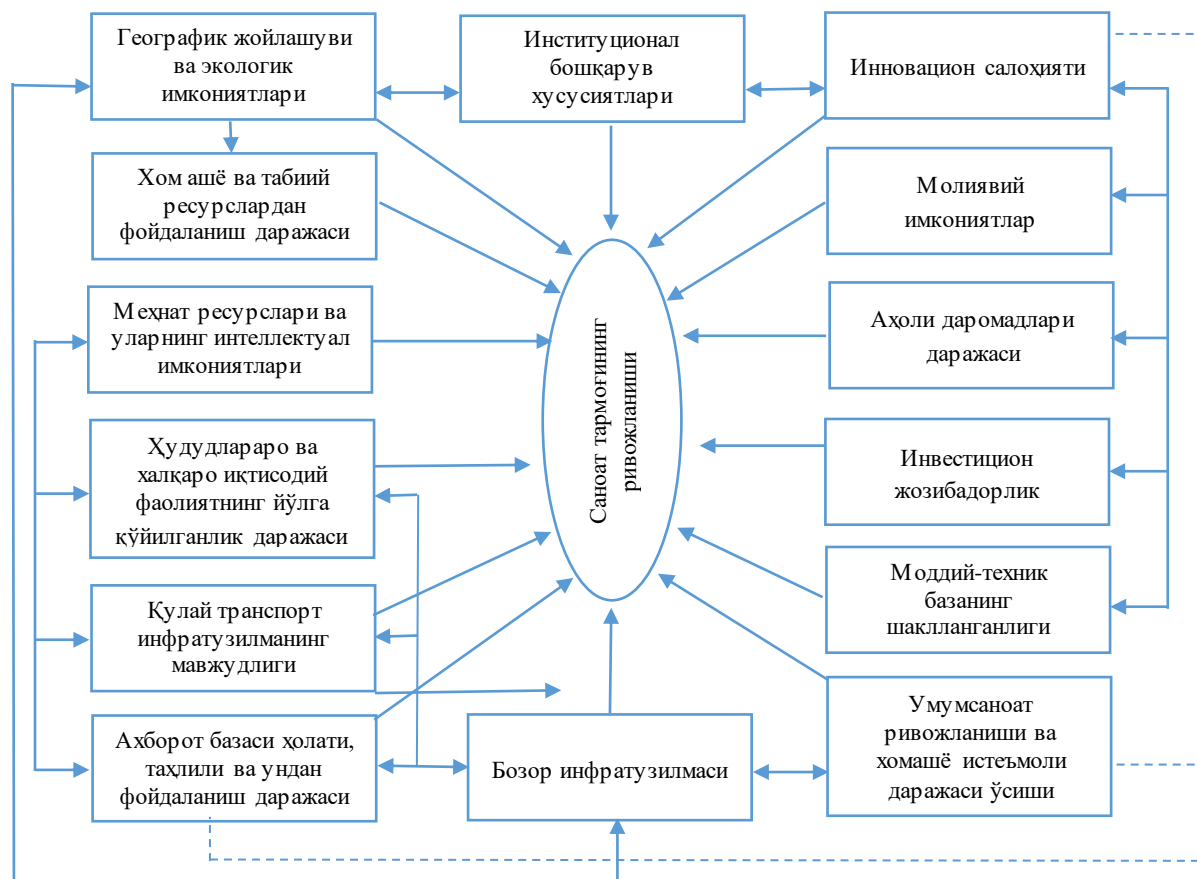 Географик жойлашуви
ва экологик
имкониятлари
Институционал
бошқарув
хусусиятлари
Инновацион салоҳияти
Хом ашё ва табиий
ресурслардан
фойдаланиш даражаси
Молиявий
имкониятлар
Меҳнат ресурслари ва
уларнинг интеллектуал
имкониятлари
Аҳоли даромадлари
даражаси
Саноат тармоғининг
ривожланиши
Ҳудудлараро ва
халқаро иқтисодий
фаолиятнинг йўлга
қўйилганлик даражаси
Инвестицион
жозибадорлик
Қулай транспорт
инфратузилманинг
мавжудлиги
Моддий-техник
базанинг
шаклланганлиги
Ахборот базаси ҳолати,
таҳлили ва ундан
фойдаланиш даражаси
Бозор инфратузилмаси
Умумсаноат
ривожланиши ва
хомашё истеъмоли
даражаси ўсиши